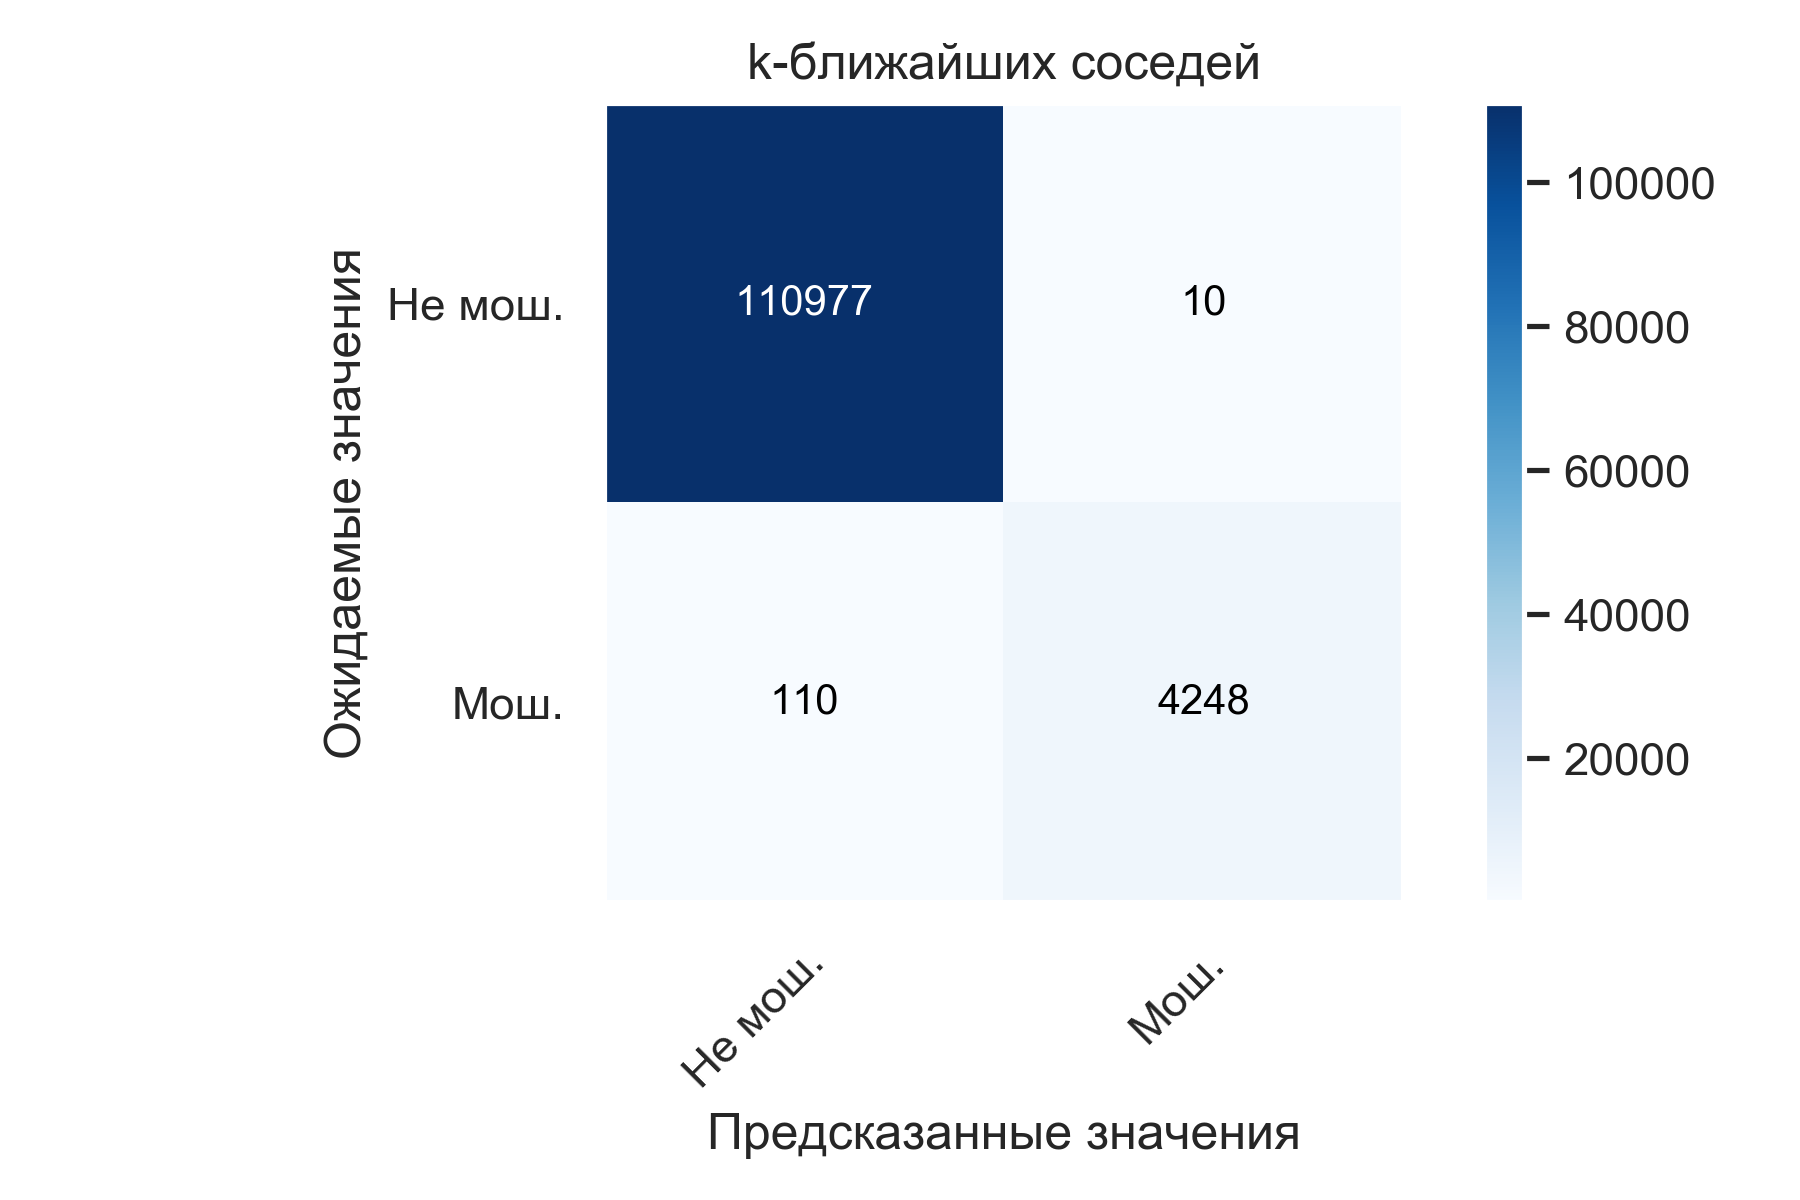 k-ближайших соседей
Ожидаемые значения
Не мош.
Мош.
110977
10
110
4248
100000
80000
60000
40000
20000
Не мош.
Мош.
Предсказанные значения